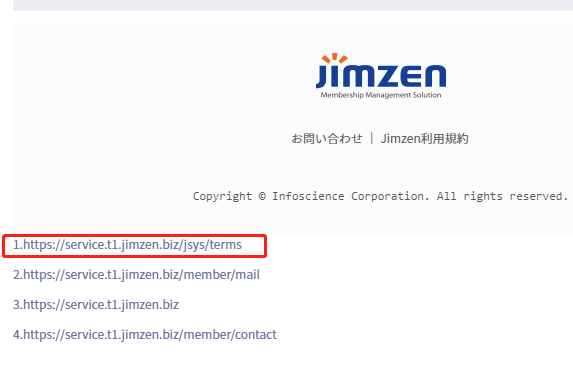 Jimzen
Membership Management Solution
お問い合わせ | Jimzen利用規約
Copyright © Infoscience Corporation. All rights reserved.
1.https://service.t1.jimzen.biz/jsys/terms
2.https://service.t1.jimzen.biz/member/mail
3.https://service.t1.jimzen.biz
4.https://service.t1.jimzen.biz/member/contact